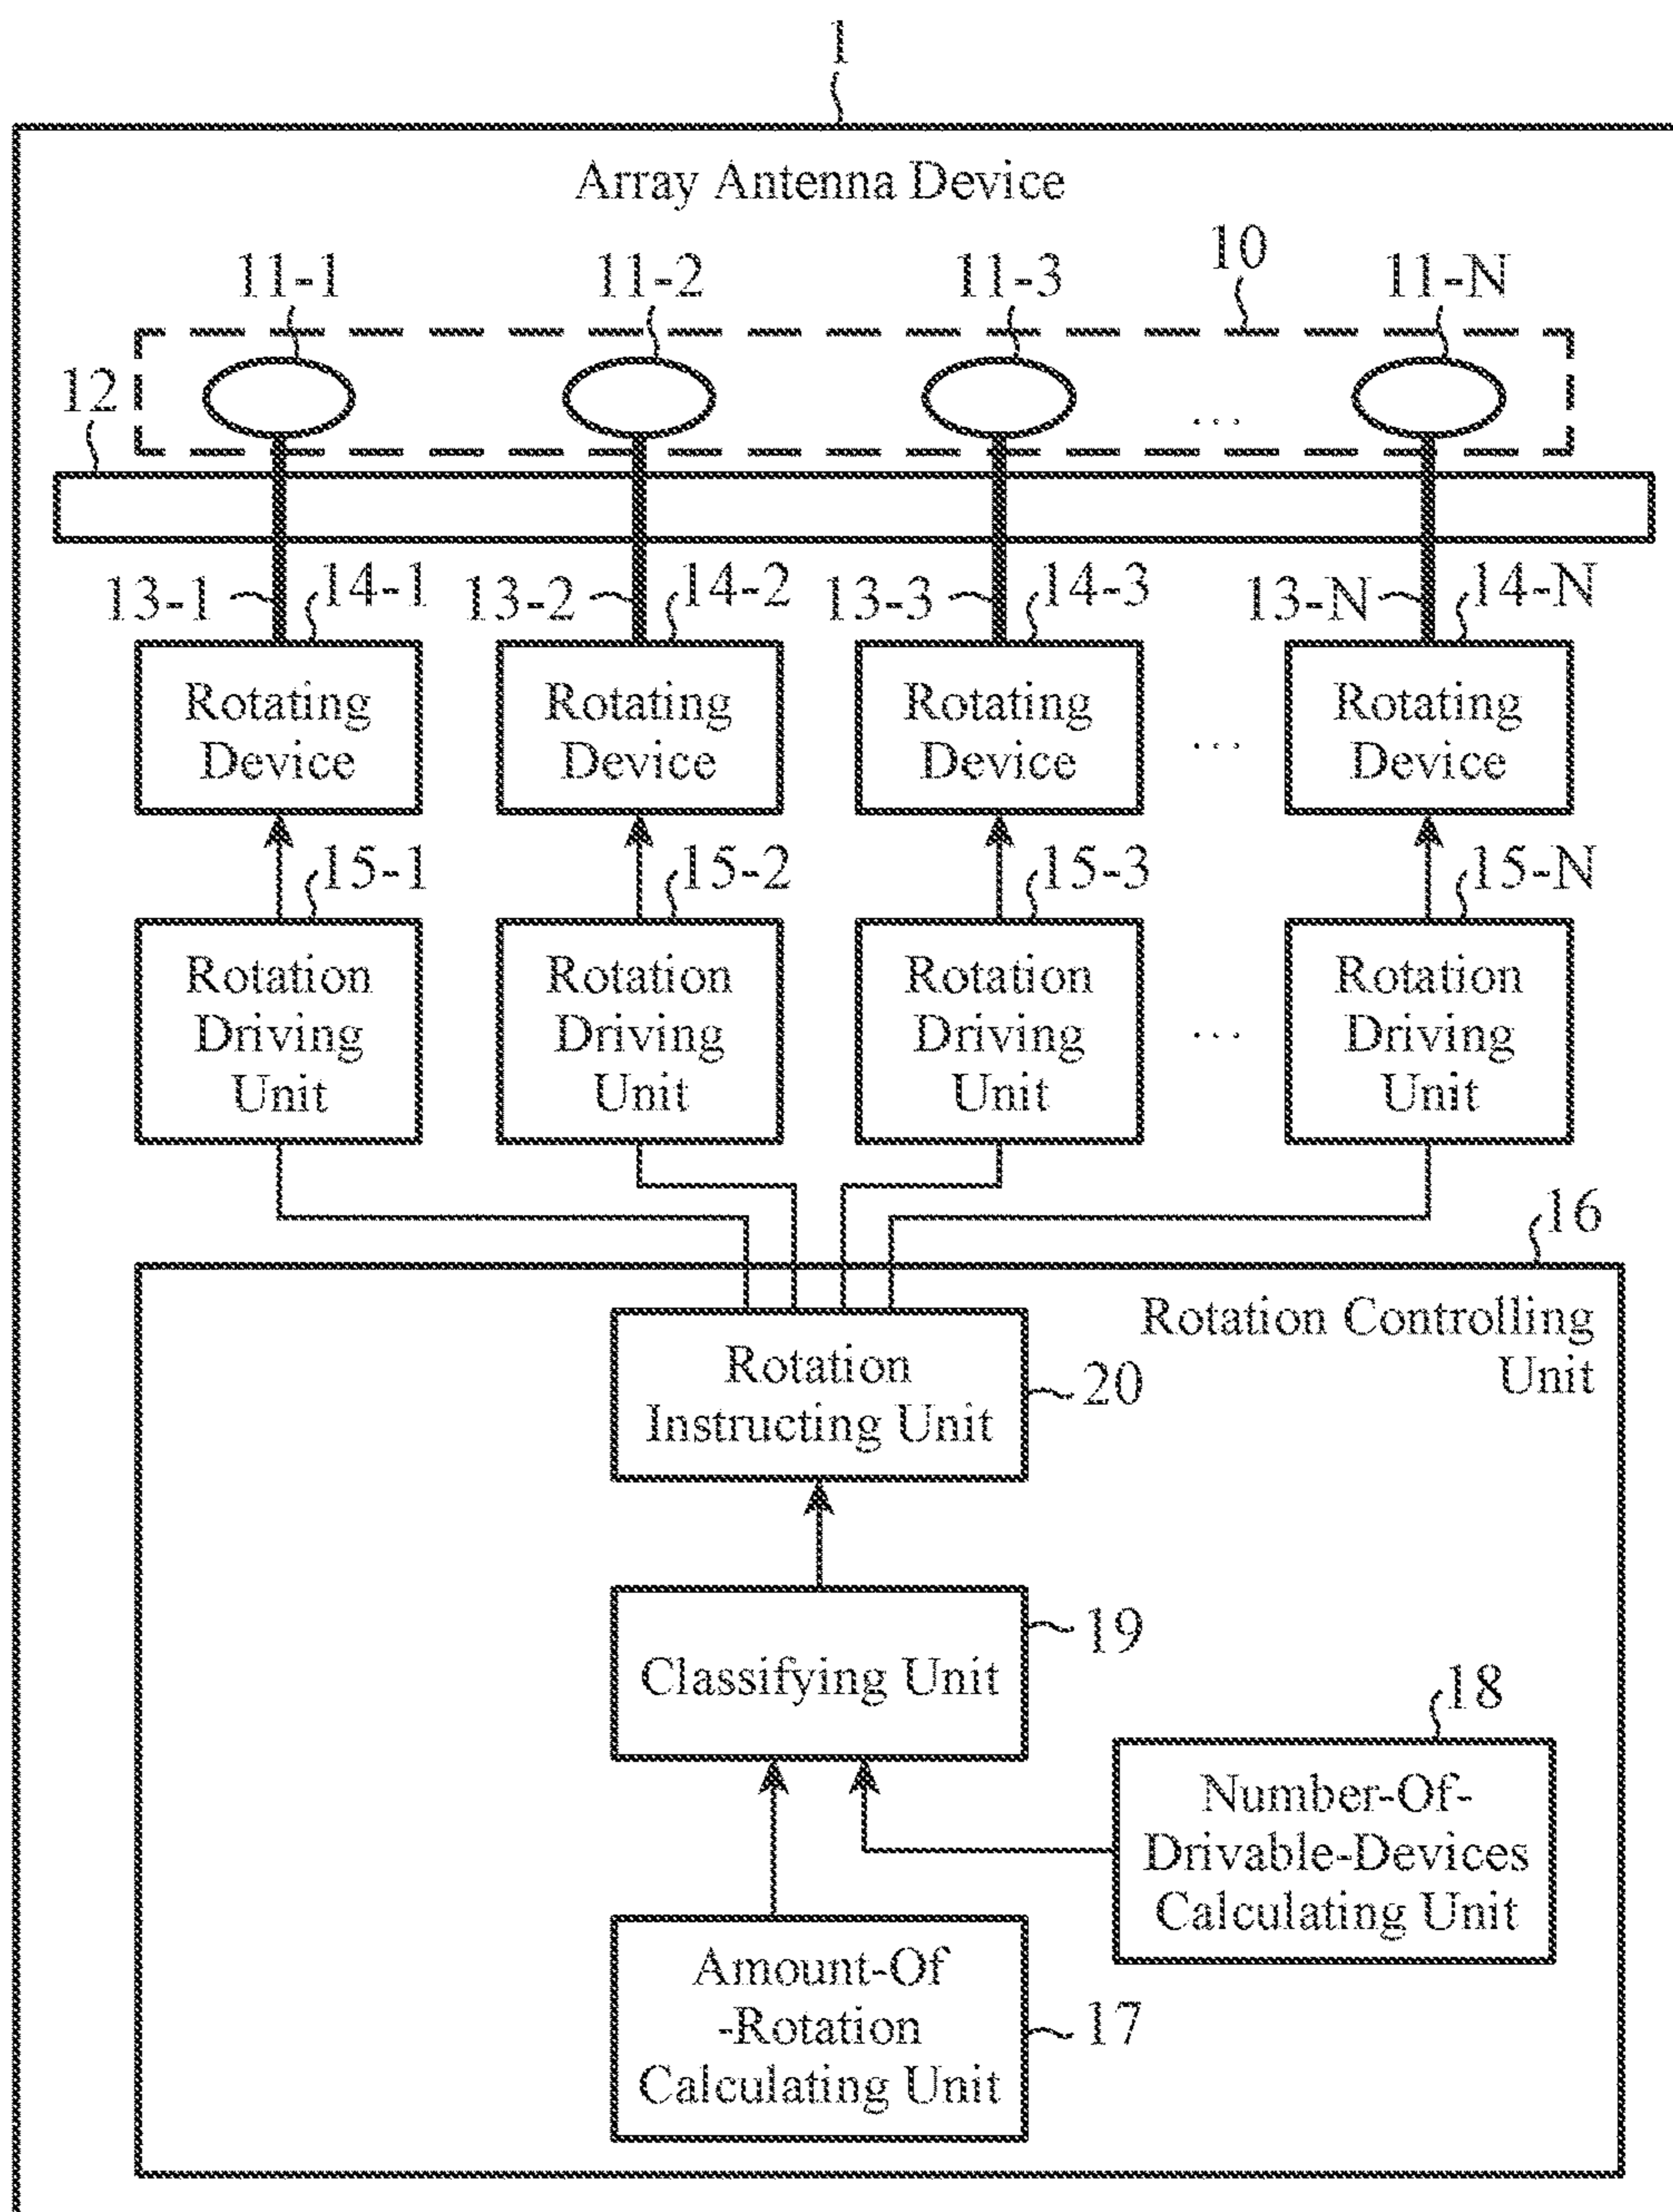 1
Array Antenna Device
10
11-1 11-2 11-3 11-N
12
...
13-1 14-1 13-2 14-2 13-3 14-3 13-N 14-N
Rotating
Device
Rotating
Device
Rotating
Device
...
Rotating
Device
15-1 15-2 15-3 15-N
Rotation
Driving
Unit
Rotation
Driving
Unit
Rotation
Driving
Unit
...
Rotation
Driving
Unit
16
Rotation Controlling
Unit
Rotation
Instructing Unit
20
19
Classifying Unit
18
Number-Of-
Drivable-Devices
Calculating Unit
Amount-Of
-Rotation
Calculating Unit
17